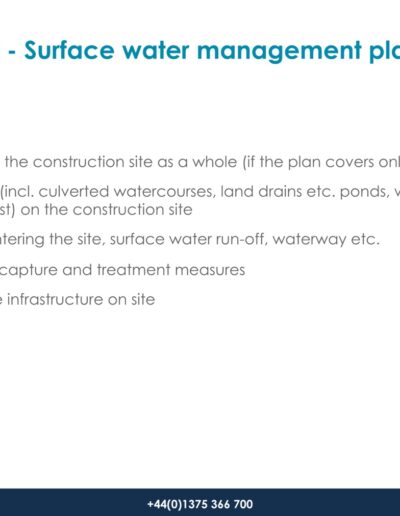 - Surface water management pla
the construction site as a whole (if the plan covers onl
(incl. culverted watercourses, land drains etc. ponds, w
st) on the construction site
ntering the site, surface water run-off, waterway etc.
capture and treatment measures
e infrastructure on site
+44(0)1375 366 700